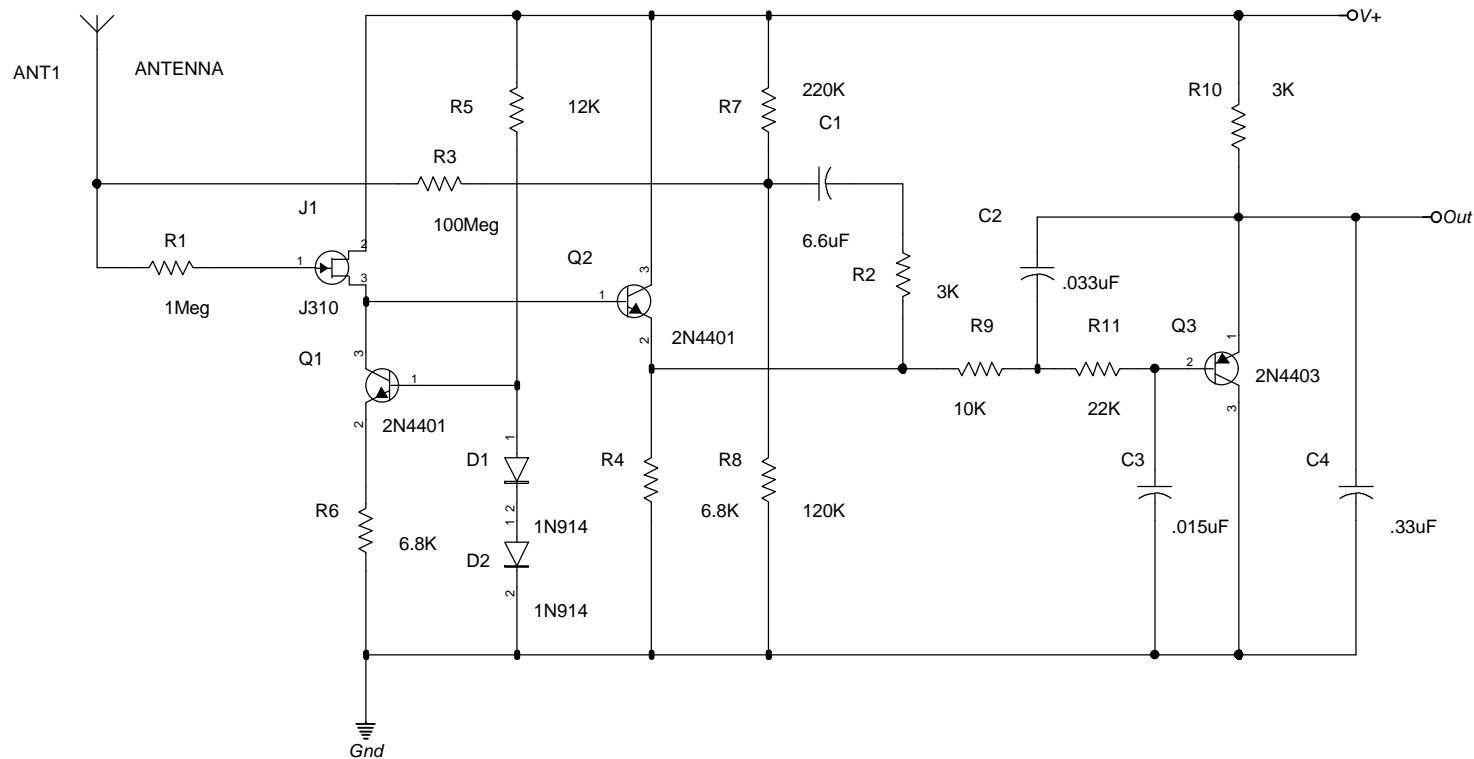 V+
ANT1
ANTENNA
R5
12K
R7
220K
C1
R10
3K
R3
100Meg
J1
2
1
3
J310
R1
1Meg
Q2
3
1
2
2N4401
6.6uF
R2
3K
C2
.033uF
Out
R9
10K
R11
22K
Q3
1
2
3
2N4403
Q1
3
1
2
2N4401
D1
1
2
1N914
D2
1
2
1N914
R4
6.8K
R8
120K
C3
.015uF
C4
.33uF
R6
6.8K
Gnd